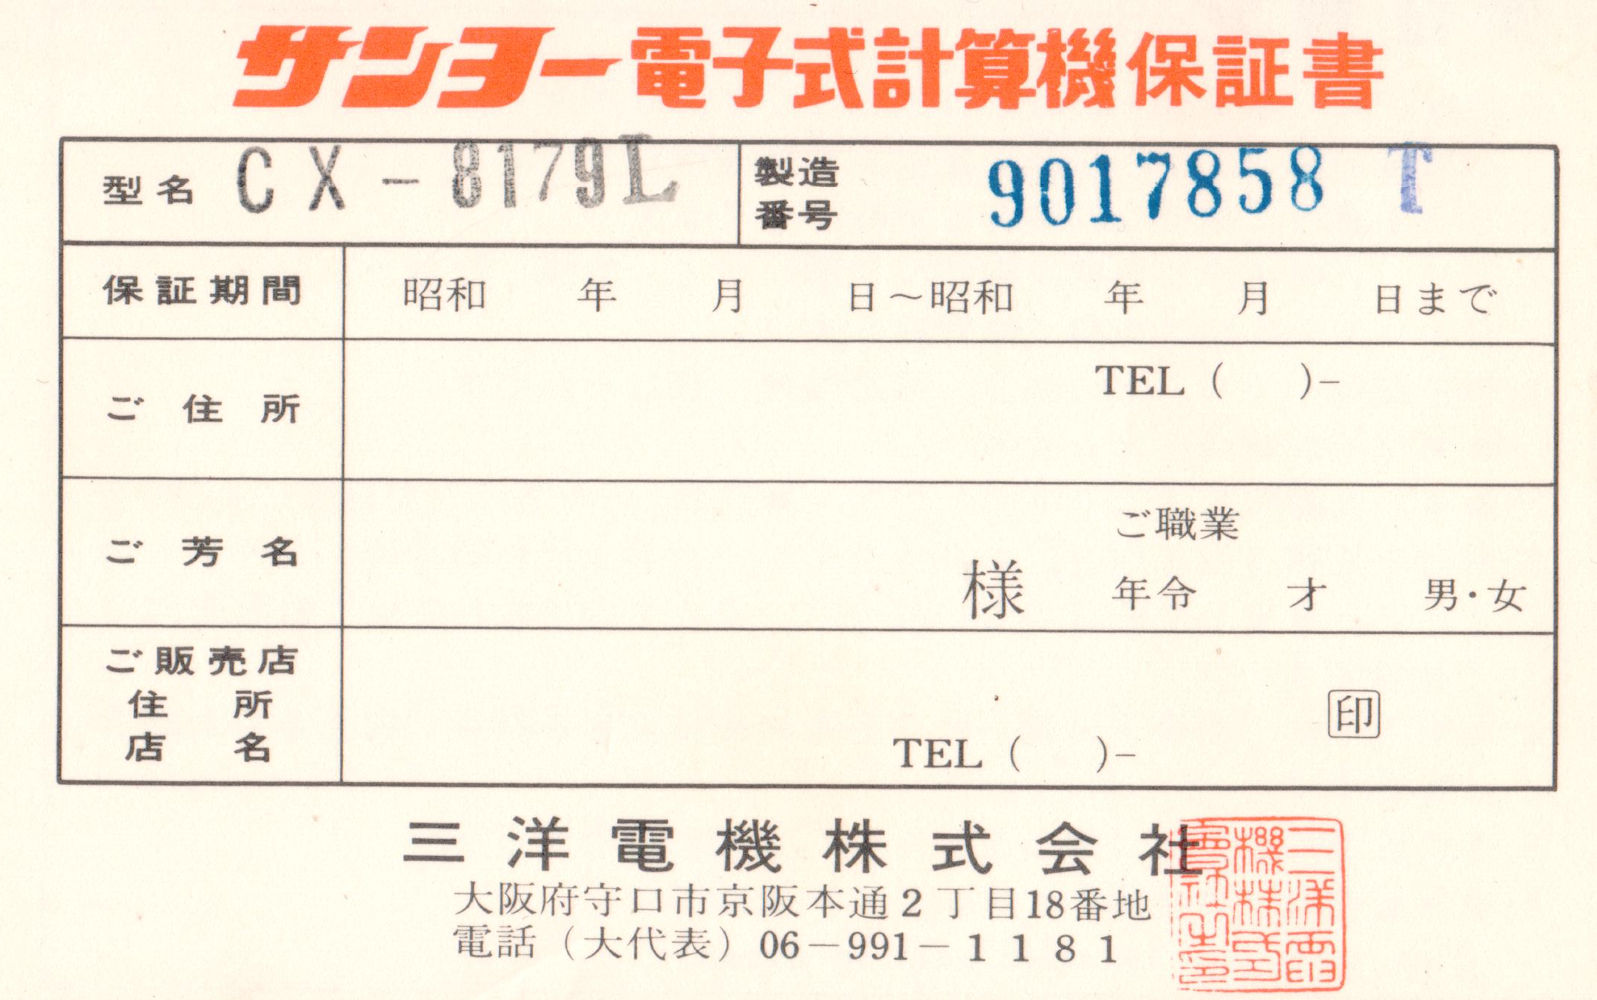 サンヨー電子式計算機保証書
型名 CX-8179L 製造番号 9017858 T
保証期間 昭和 年 月 日～昭和 年 月 日まで
ご住所 TEL ( )-
ご芳名 様 ご職業
年令 才 男・女
ご販売店
住所
店名 TEL ( )- 印
三洋電機株式会社
大阪府守口市京阪本通2丁目18番地
電話（大代表）06-991-1181